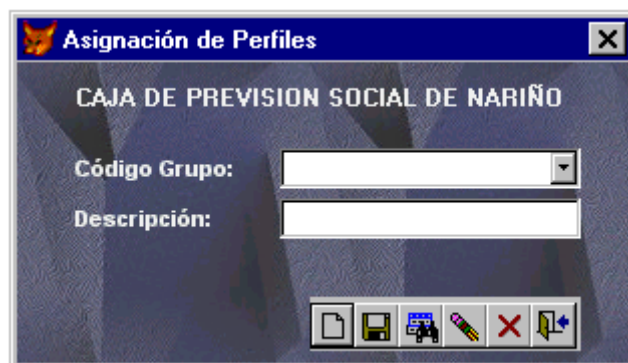 Asignación de Perfiles
CAJA DE PREVISION SOCIAL DE NARIÑO
Código Grupo:
Descripción: